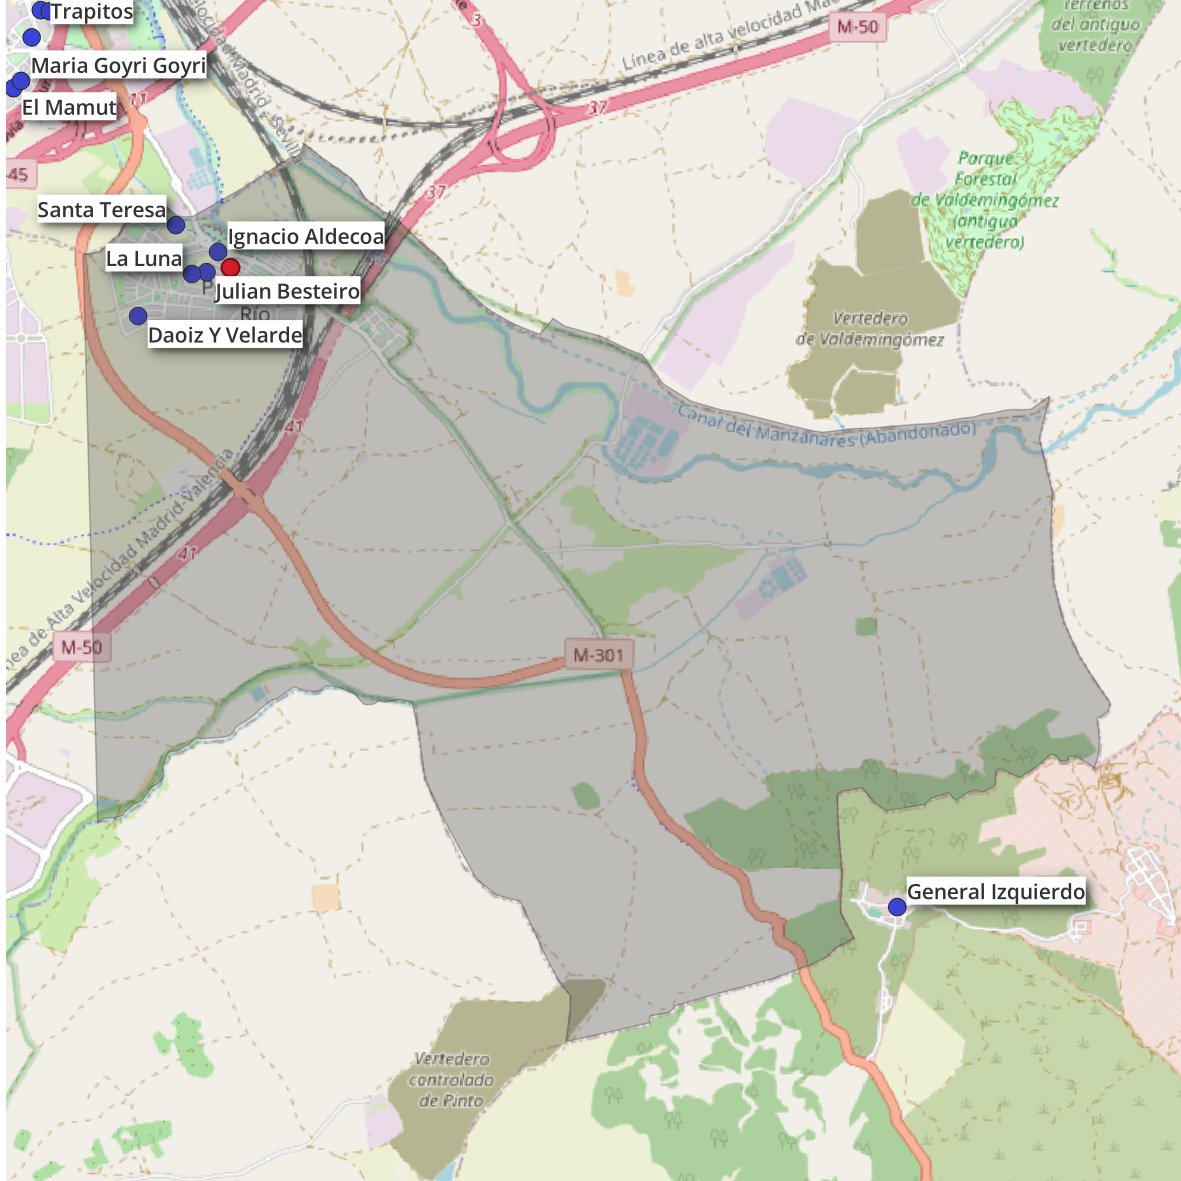 Trapitos
Maria Goyri Goyri
El Mamut
11
-45
3
Línea de alta velocidad Mad
M-50
Terrenos
del antiguo
vertedero
37
37
Parque
Forestal
de Valdemingómez
(antiguo
vertedero)
Santa Teresa
Ignacio Aldecoa
La Luna
Julian Besteiro
Río
Daoiz Y Velarde
Vertedero
de Valdemingómez
Canal del Manzanares (Abandonado)
41
41
Línea de Alta Velocidad Madrid-Valencia
M-50
M-301
General Izquierdo
Vertedero
controlado
de Pinto